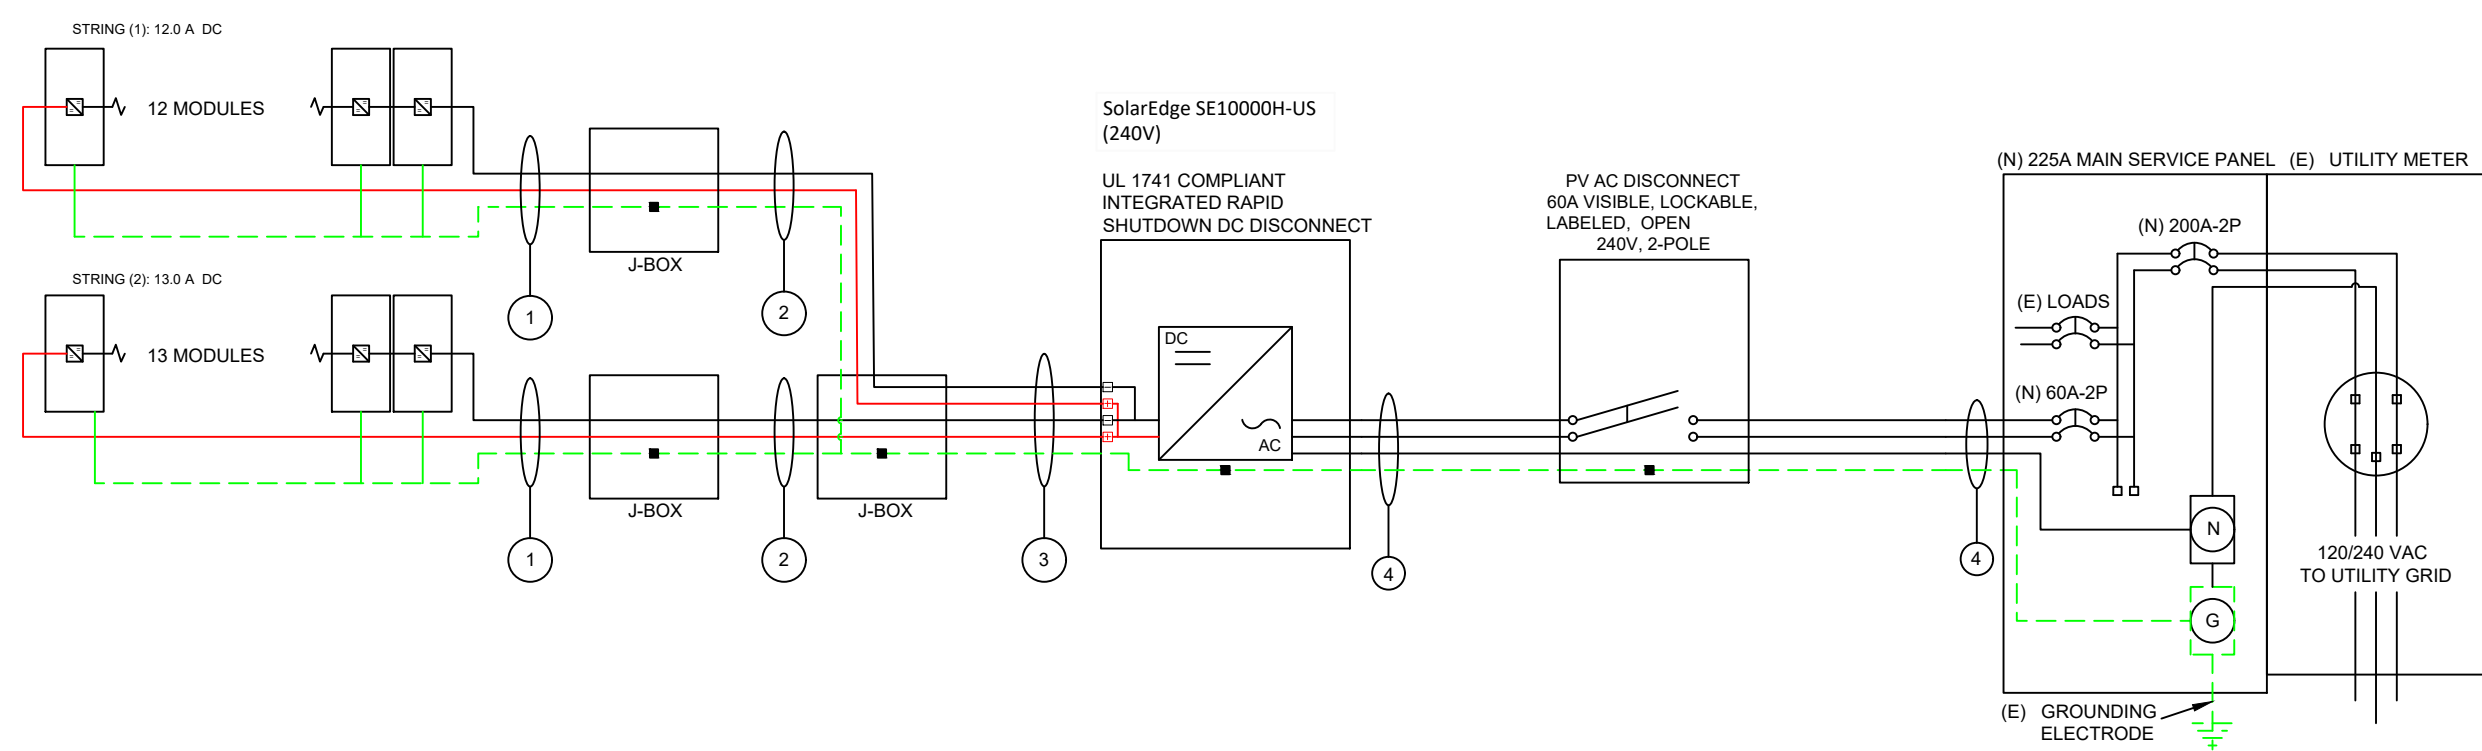 STRING (1): 12.0 A  DC
12 MODULES
J-BOX
1
2
STRING (2): 13.0 A  DC
13 MODULES
J-BOX
J-BOX
1
2
3
SolarEdge SE10000H-US
(240V)
UL 1741 COMPLIANT
INTEGRATED RAPID
SHUTDOWN DC DISCONNECT
DC
AC
4
PV AC DISCONNECT
60A VISIBLE, LOCKABLE,
LABELED,  OPEN
240V, 2-POLE
4
(N) 225A MAIN SERVICE PANEL
(E)   UTILITY METER
(N) 200A-2P
(E) LOADS
(N) 60A-2P
N
G
120/240 VAC
TO UTILITY GRID
(E)   GROUNDING
ELECTRODE